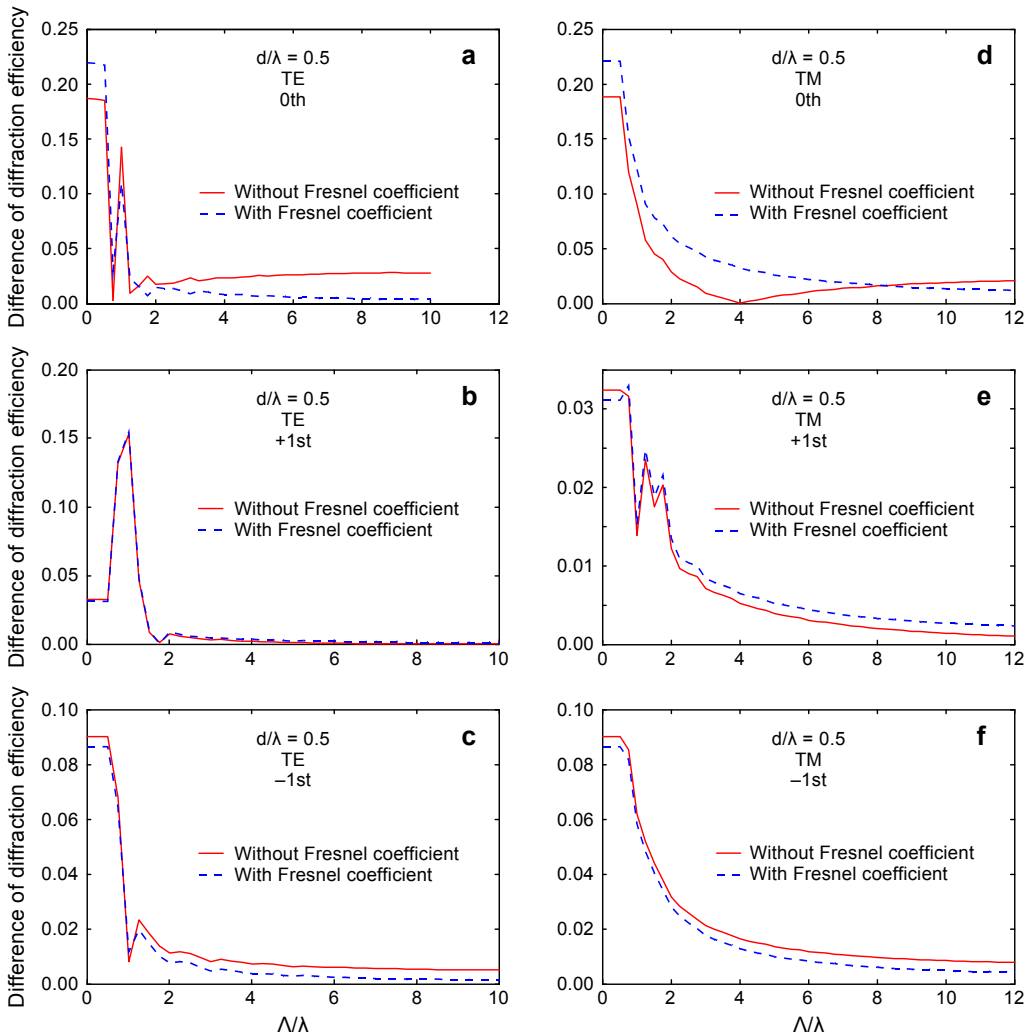 Difference of diffraction efficiency
0.25
0.20
0.15
0.10
0.05
0.00
0 2 4 6 8 10 12
a
d/λ = 0.5
TE
0th
Without Fresnel coefficient
With Fresnel coefficient
0.25
0.20
0.15
0.10
0.05
0.00
0 2 4 6 8 10 12
d
d/λ = 0.5
TM
0th
Without Fresnel coefficient
With Fresnel coefficient
Difference of diffraction efficiency
0.20
0.15
0.10
0.05
0.00
0 2 4 6 8 10
b
d/λ = 0.5
TE
+1st
Without Fresnel coefficient
With Fresnel coefficient
0.03
0.02
0.01
0.00
0 2 4 6 8 10 12
e
d/λ = 0.5
TM
+1st
Without Fresnel coefficient
With Fresnel coefficient
Difference of diffraction efficiency
0.10
0.08
0.06
0.04
0.02
0.00
0 2 4 6 8 10
Λ/λ
c
d/λ = 0.5
TE
–1st
Without Fresnel coefficient
With Fresnel coefficient
0.10
0.08
0.06
0.04
0.02
0.00
0 2 4 6 8 10 12
Λ/λ
f
d/λ = 0.5
TM
–1st
Without Fresnel coefficient
With Fresnel coefficient